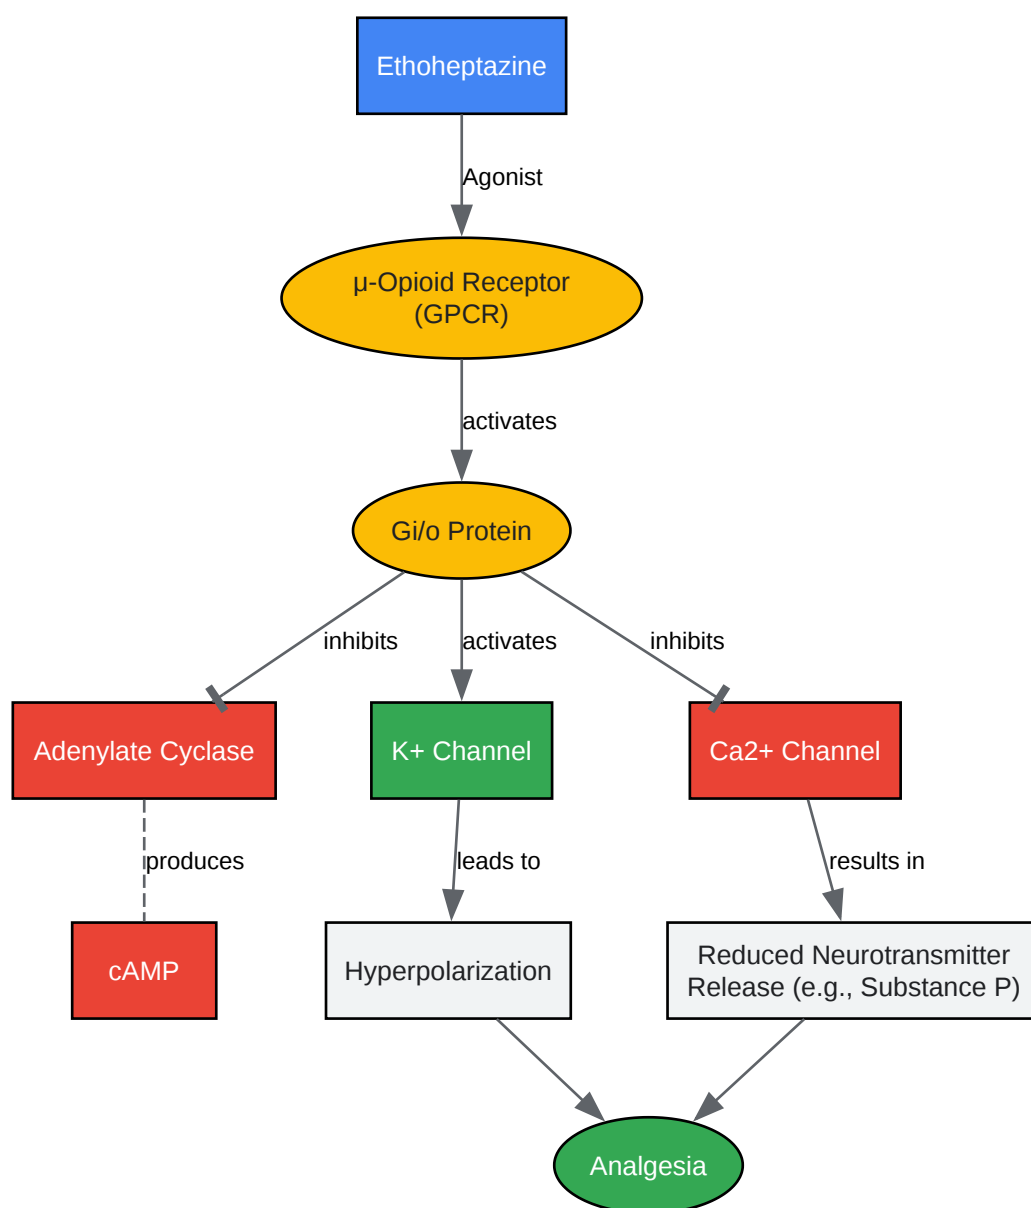 Ethoheptazine
Agonist
μ-Opioid Receptor
(GPCR)
activates
Gi/o Protein
inhibits
activates
inhibits
Adenylate Cyclase
K+ Channel
Ca2+ Channel
produces
leads to
results in
cAMP
Hyperpolarization
Reduced Neurotransmitter
Release (e.g., Substance P)
Analgesia